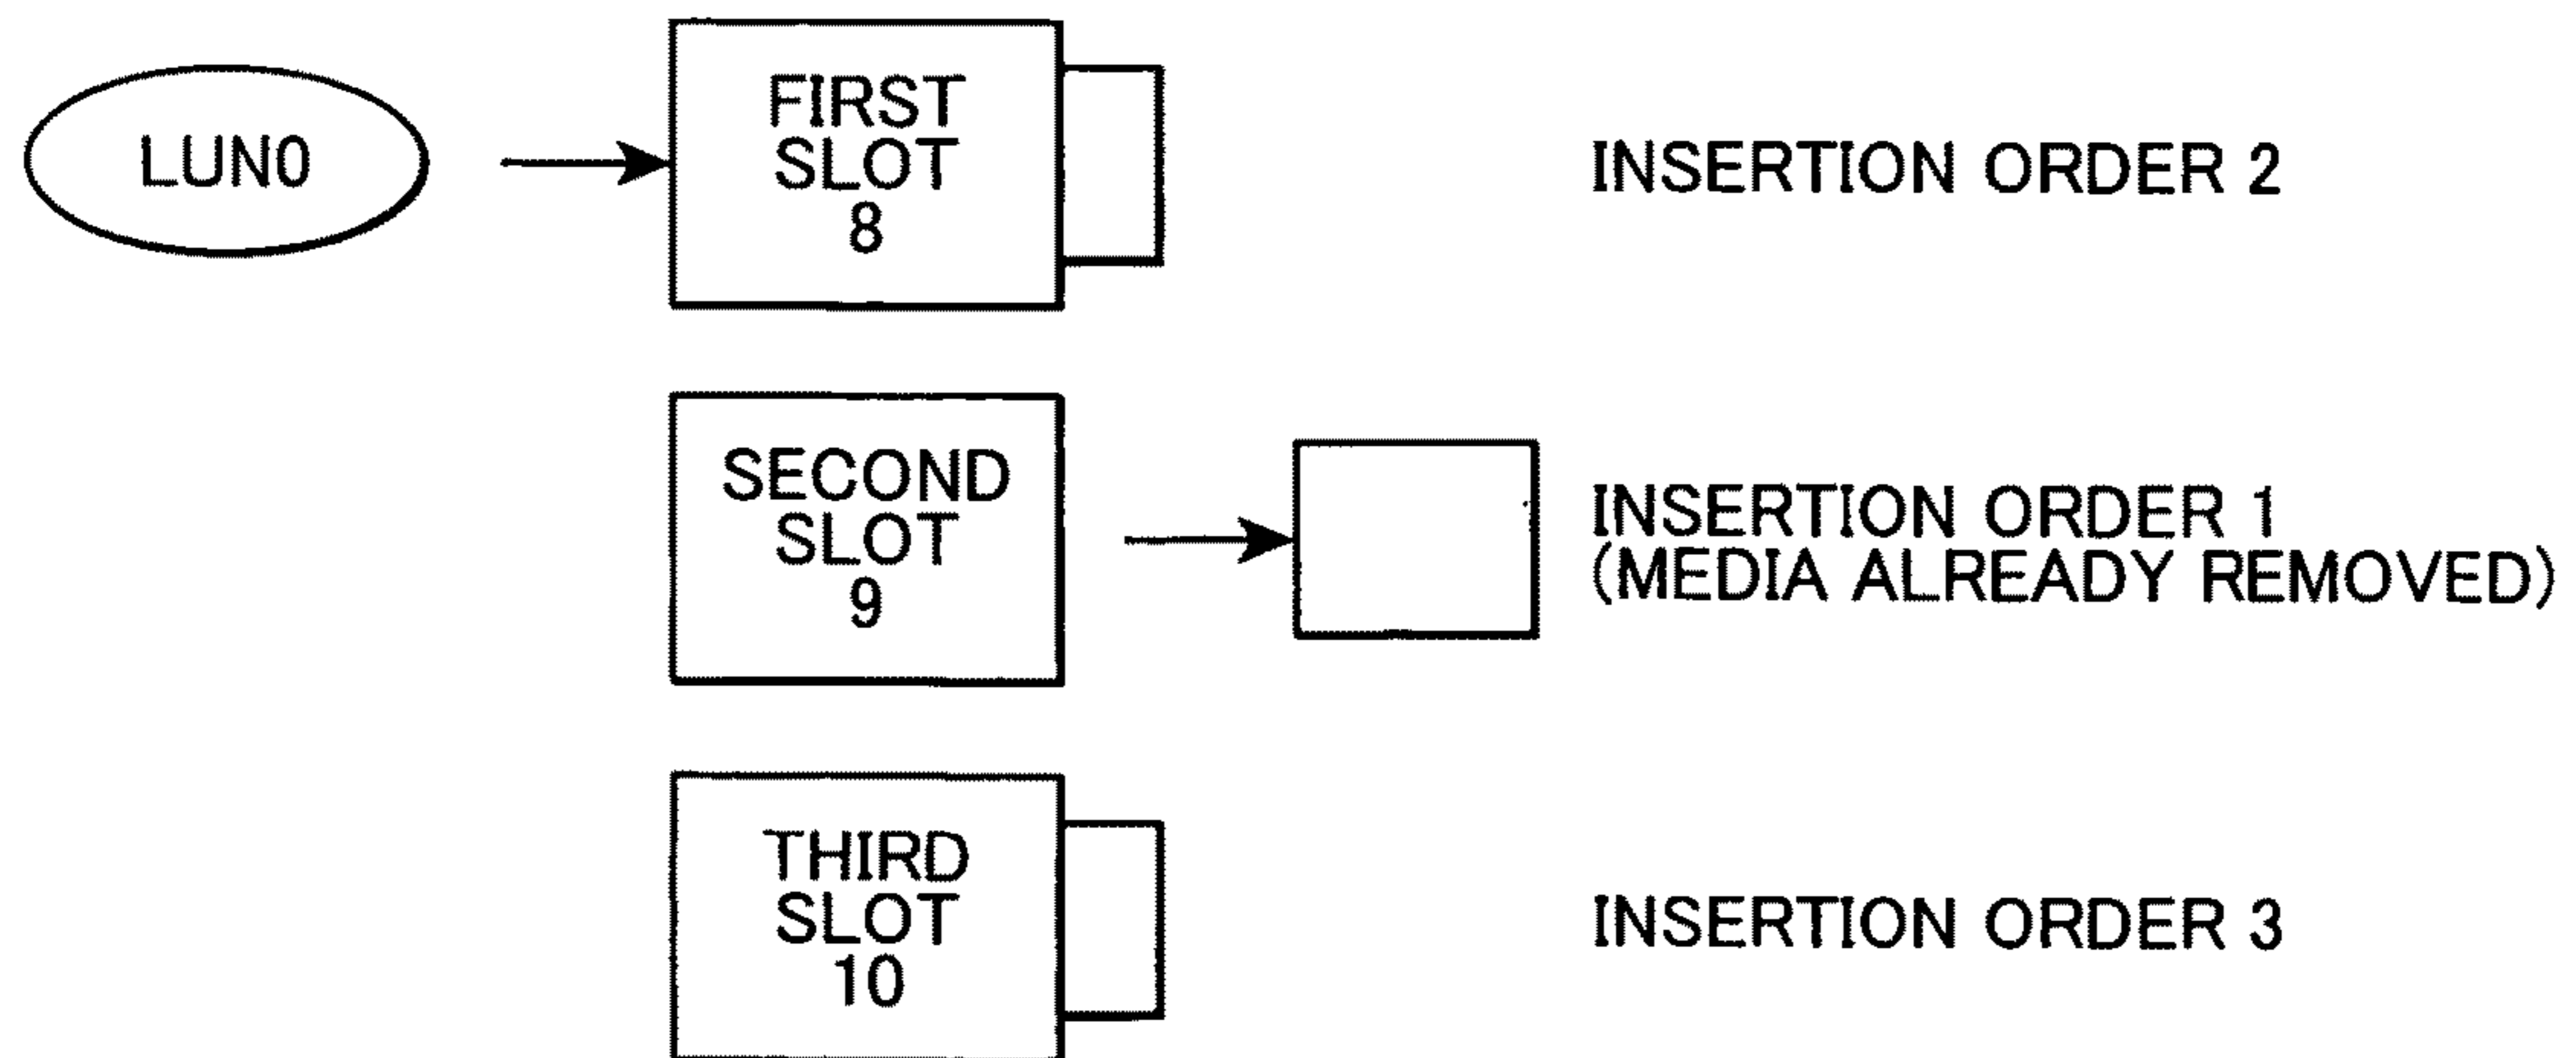 LUN0
FIRST
SLOT
8
INSERTION ORDER 2
SECOND
SLOT
9
INSERTION ORDER 1
(MEDIA ALREADY REMOVED)
THIRD
SLOT
10
INSERTION ORDER 3